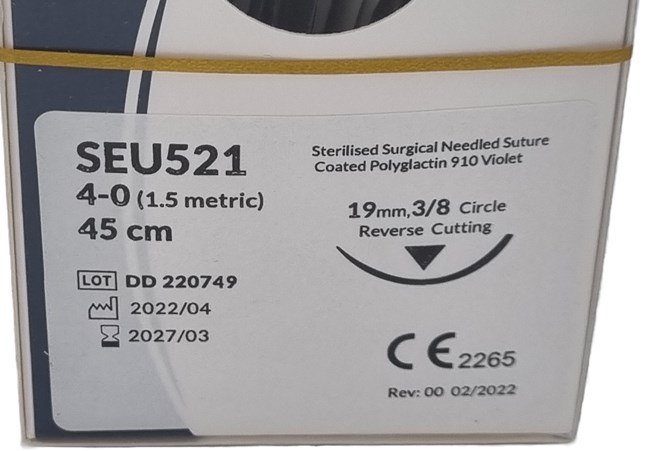 SEU521
4-0 (1.5 metric)
45 cm
LOT DD 220749
2022/04
2027/03
Sterilised Surgical Needled Suture
Coated Polyglactin 910 Violet
19mm,3/8 Circle
Reverse Cutting
CE 2265
Rev: 00 02/2022